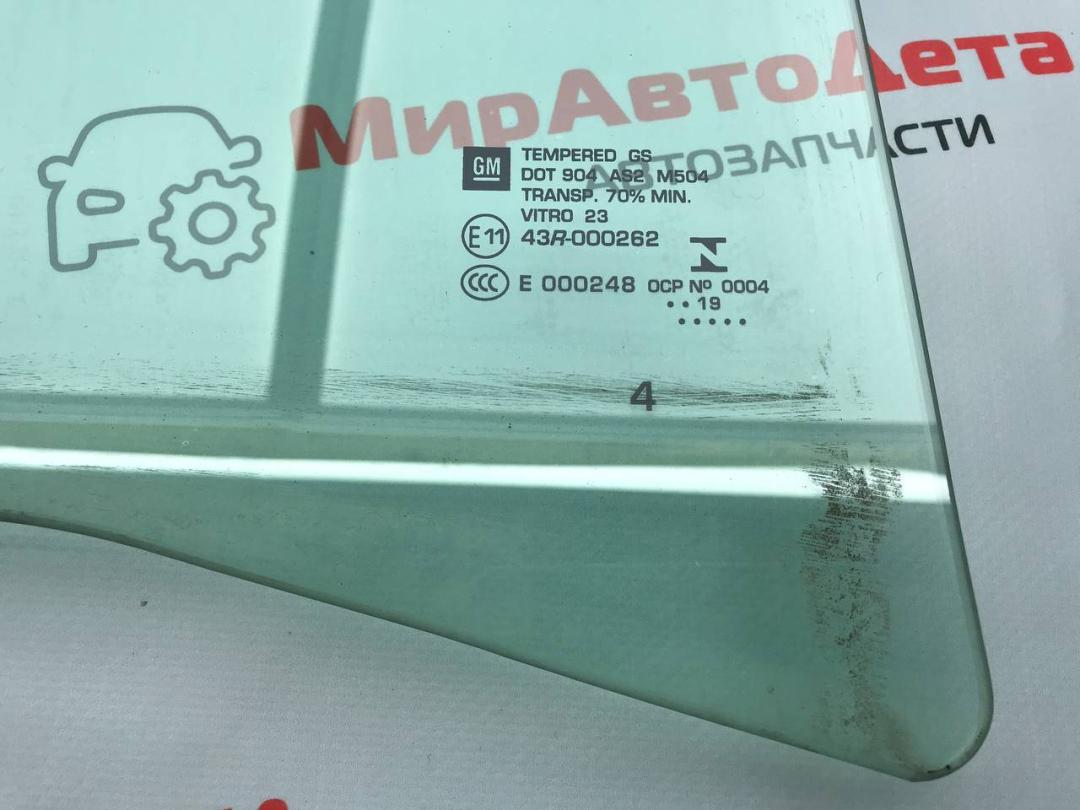 МирАвтоДета
АВТОЗАПЧАСТИ
GM
TEMPERED GS
DOT 904 AS2 M504
TRANSP. 70% MIN.
VITRO 23
E11 43R-000262
CCC E 000248 OCP Nº 0004
19
4